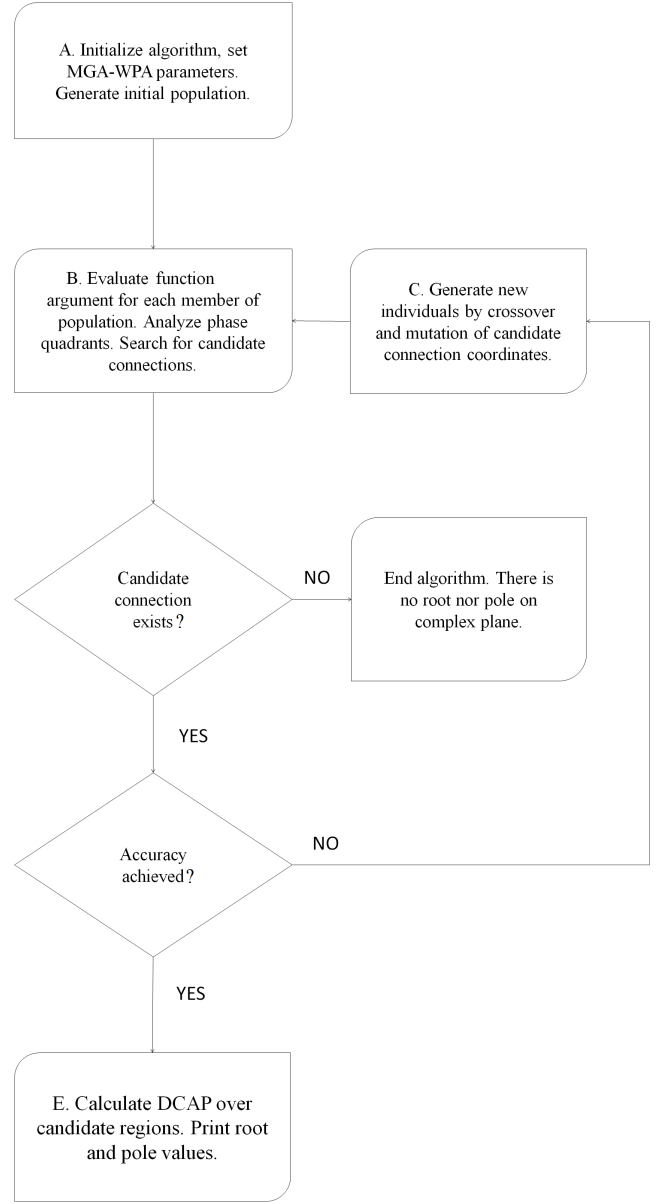 A. Initialize algorithm, set
MGA-WPA parameters.
Generate initial population.
B. Evaluate function
argument for each member of
population. Analyze phase
quadrants. Search for candidate
connections.
C. Generate new
individuals by crossover
and mutation of candidate
connection coordinates.
Candidate
connection
exists?
NO
End algorithm. There is
no root nor pole on
complex plane.
YES
Accuracy
achieved?
NO
YES
E. Calculate DCAP over
candidate regions. Print root
and pole values.